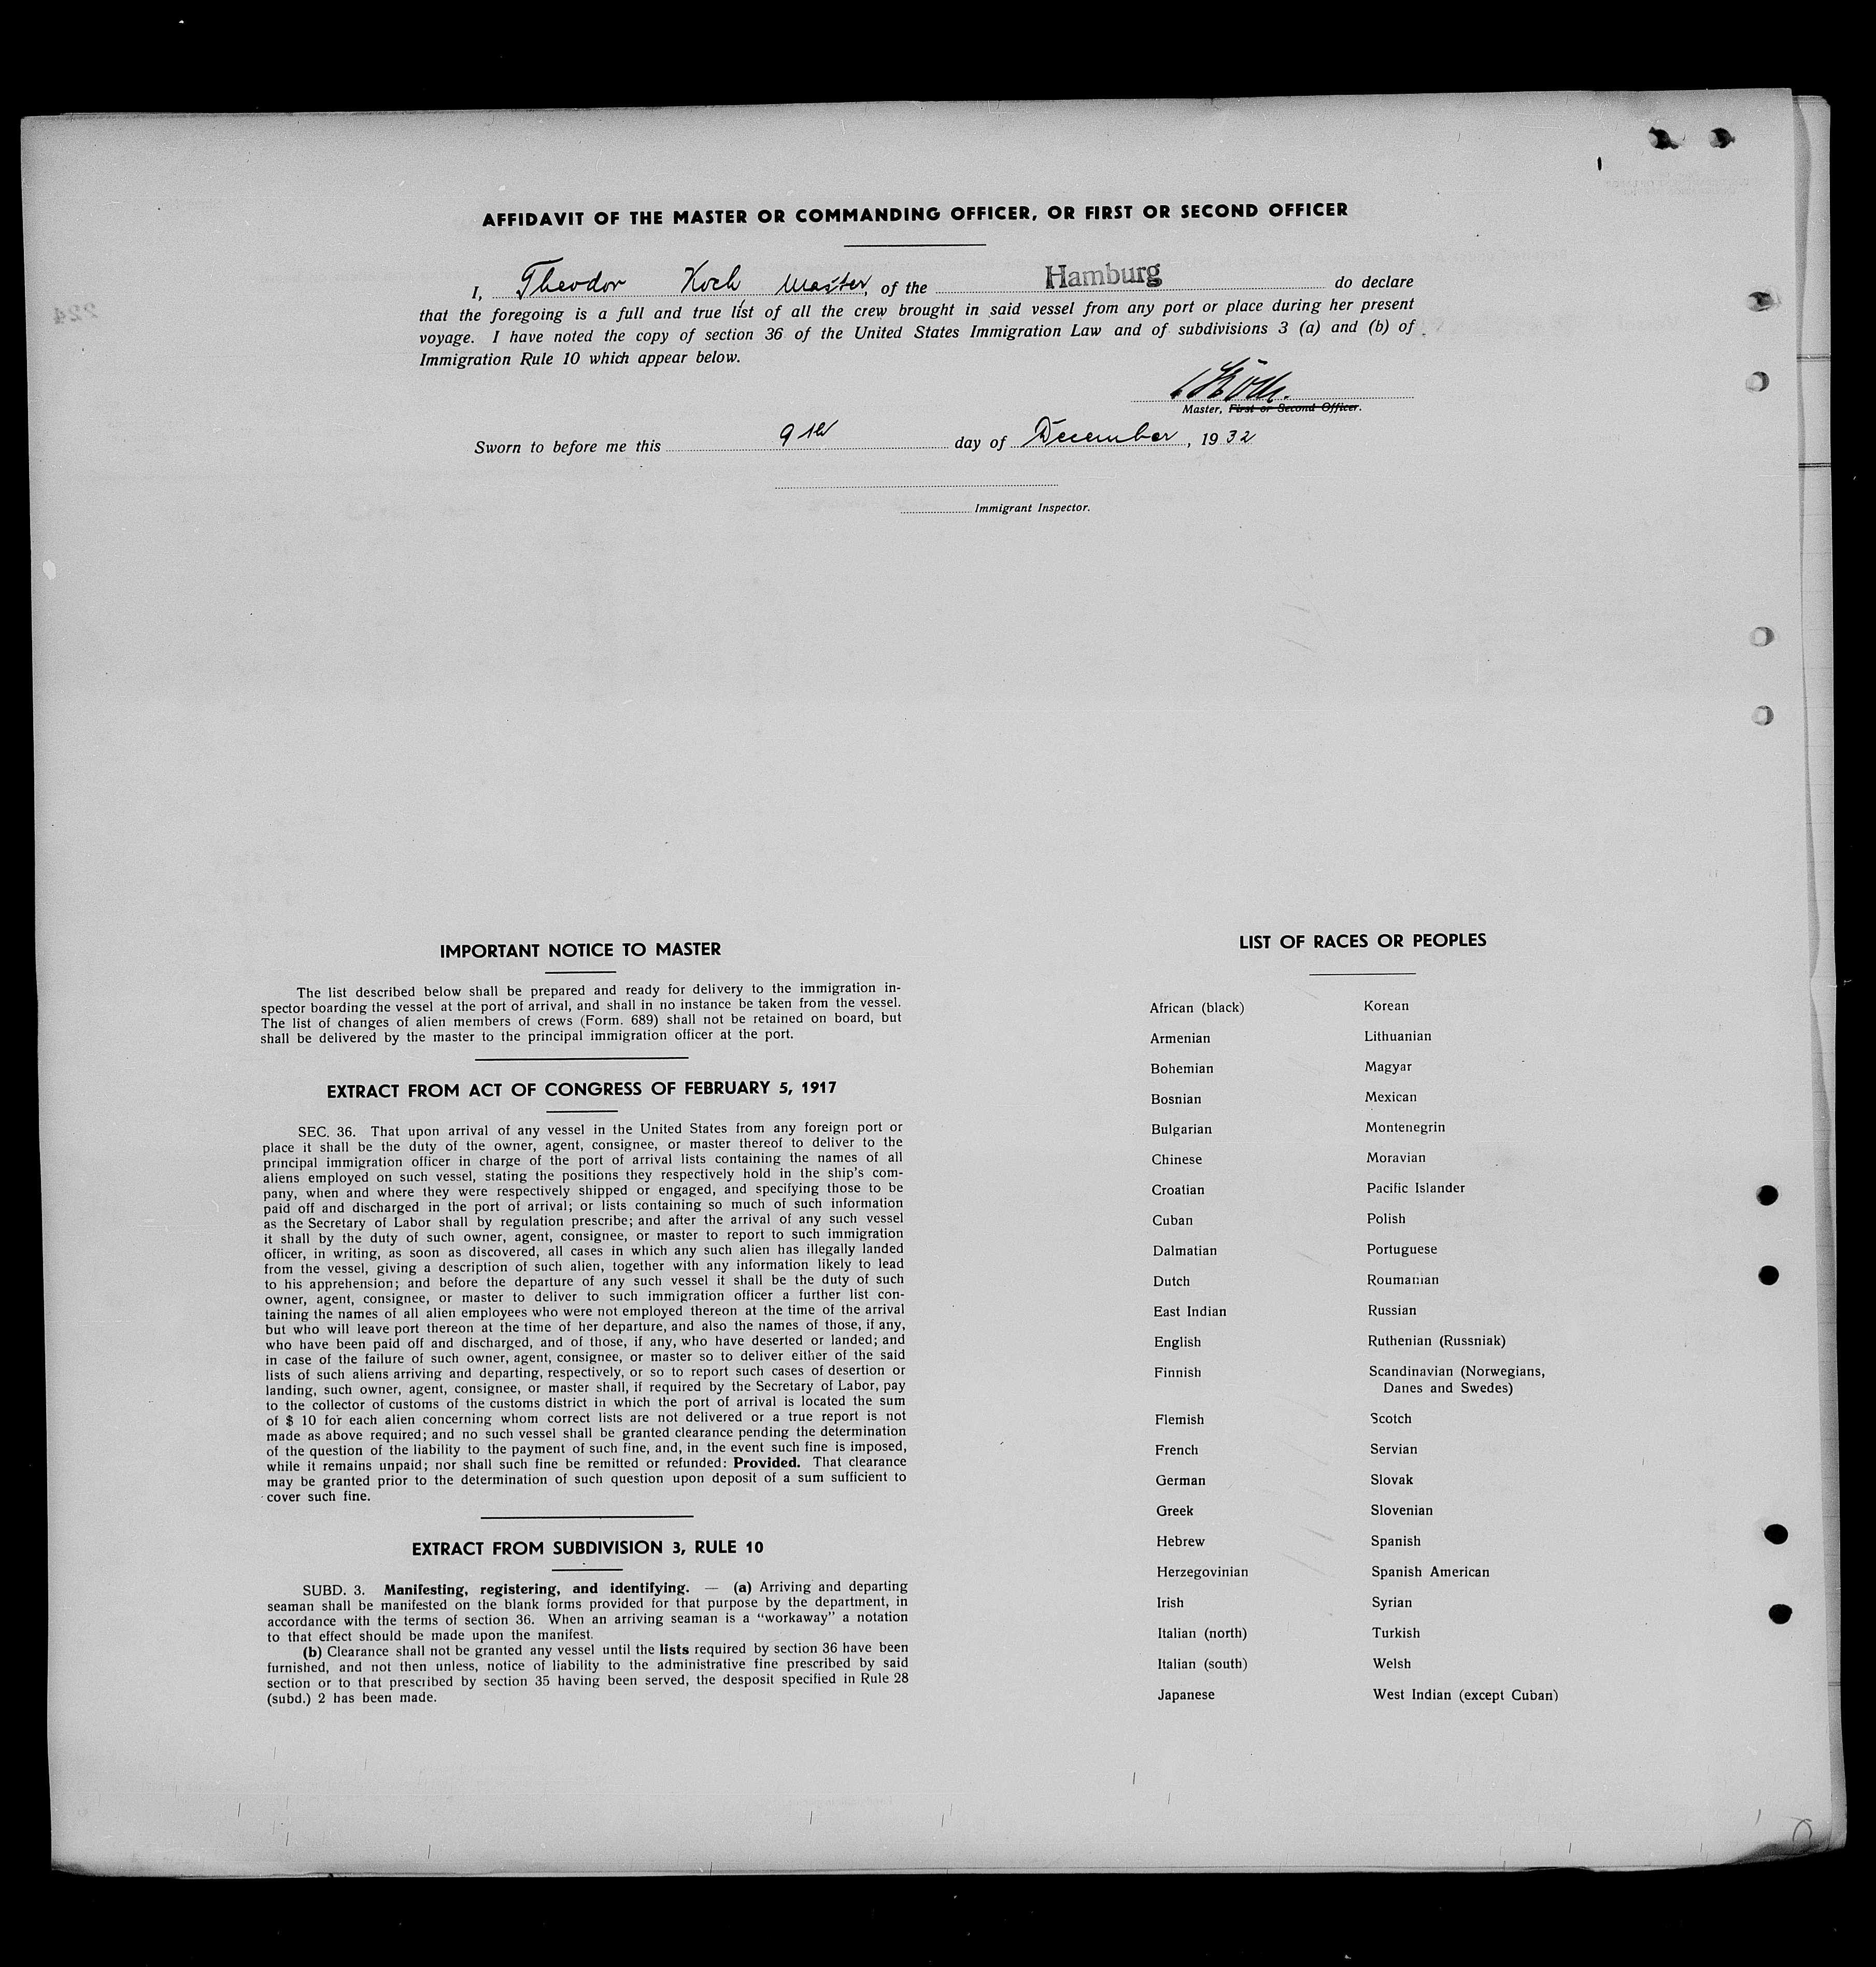 AFFIDAVIT OF THE MASTER OR COMMANDING OFFICER, OR FIRST OR SECOND OFFICER
I, Theodor Koch, Master, of the Hamburg do declare
that the foregoing is a full and true list of all the crew brought in said vessel from any port or place during her present
voyage. I have noted the copy of section 36 of the United States Immigration Law and of subdivisions 3 (a) and (b) of
Immigration Rule 10 which appear below.
Master, First or Second Officer.
Sworn to before me this 9th day of December, 1932
Immigrant Inspector.
224
IMPORTANT NOTICE TO MASTER
The list described below shall be prepared and ready for delivery to the immigration in-
spector boarding the vessel at the port of arrival, and shall in no instance be taken from the vessel.
The list of changes of alien members of crews (Form. 689) shall not be retained on board, but
shall be delivered by the master to the principal immigration officer at the port.
EXTRACT FROM ACT OF CONGRESS OF FEBRUARY 5, 1917
SEC. 36. That upon arrival of any vessel in the United States from any foreign port or
place it shall be the duty of the owner, agent, consignee, or master thereof to deliver to the
principal immigration officer in charge of the port of arrival lists containing the names of all
aliens employed on such vessel, stating the positions they respectively hold in the ship's com-
pany, when and where they were respectively shipped or engaged, and specifying those to be
paid off and discharged in the port of arrival; or lists containing so much of such information
as the Secretary of Labor shall by regulation prescribe; and after the arrival of any such vessel
it shall by the duty of such owner, agent, consignee, or master to report to such immigration
officer, in writing, as soon as discovered, all cases in which any such alien has illegally landed
from the vessel, giving a description of such alien, together with any information likely to lead
to his apprehension; and before the departure of any such vessel it shall be the duty of such
owner, agent, consignee, or master to deliver to such immigration officer a further list con-
taining the names of all alien employees who were not employed thereon at the time of the arrival
but who will leave port thereon at the time of her departure, and also the names of those, if any,
who have been paid off and discharged, and of those, if any, who have deserted or landed; and
in case of the failure of such owner, agent, consignee, or master so to deliver either of the said
lists of such aliens arriving and departing, respectively, or so to report such cases of desertion or
landing, such owner, agent, consignee, or master shall, if required by the Secretary of Labor, pay
to the collector of customs of the customs district in which the port of arrival is located the sum
of $ 10 for each alien concerning whom correct lists are not delivered or a true report is not
made as above required; and no such vessel shall be granted clearance pending the determination
of the question of the liability to the payment of such fine, and, in the event such fine is imposed,
while it remains unpaid; nor shall such fine be remitted or refunded: Provided. That clearance
may be granted prior to the determination of such question upon deposit of a sum sufficient to
cover such fine.
EXTRACT FROM SUBDIVISION 3, RULE 10
SUBD. 3. Manifesting, registering, and identifying. — (a) Arriving and departing
seaman shall be manifested on the blank forms provided for that purpose by the department, in
accordance with the terms of section 36. When an arriving seaman is a "workaway" a notation
to that effect should be made upon the manifest.
(b) Clearance shall not be granted any vessel until the lists required by section 36 have been
furnished, and not then unless, notice of liability to the administrative fine prescribed by said
section or to that prescribed by section 35 having been served, the desposit specified in Rule 28
(subd.) 2 has been made.
LIST OF RACES OR PEOPLES
African (black)
Armenian
Bohemian
Bosnian
Bulgarian
Chinese
Croatian
Cuban
Dalmatian
Dutch
East Indian
English
Finnish
Flemish
French
German
Greek
Hebrew
Herzegovinian
Irish
Italian (north)
Italian (south)
Japanese
Korean
Lithuanian
Magyar
Mexican
Montenegrin
Moravian
Pacific Islander
Polish
Portuguese
Roumanian
Russian
Ruthenian (Russniak)
Scandinavian (Norwegians,
Danes and Swedes)
Scotch
Servian
Slovak
Slovenian
Spanish
Spanish American
Syrian
Turkish
Welsh
West Indian (except Cuban)